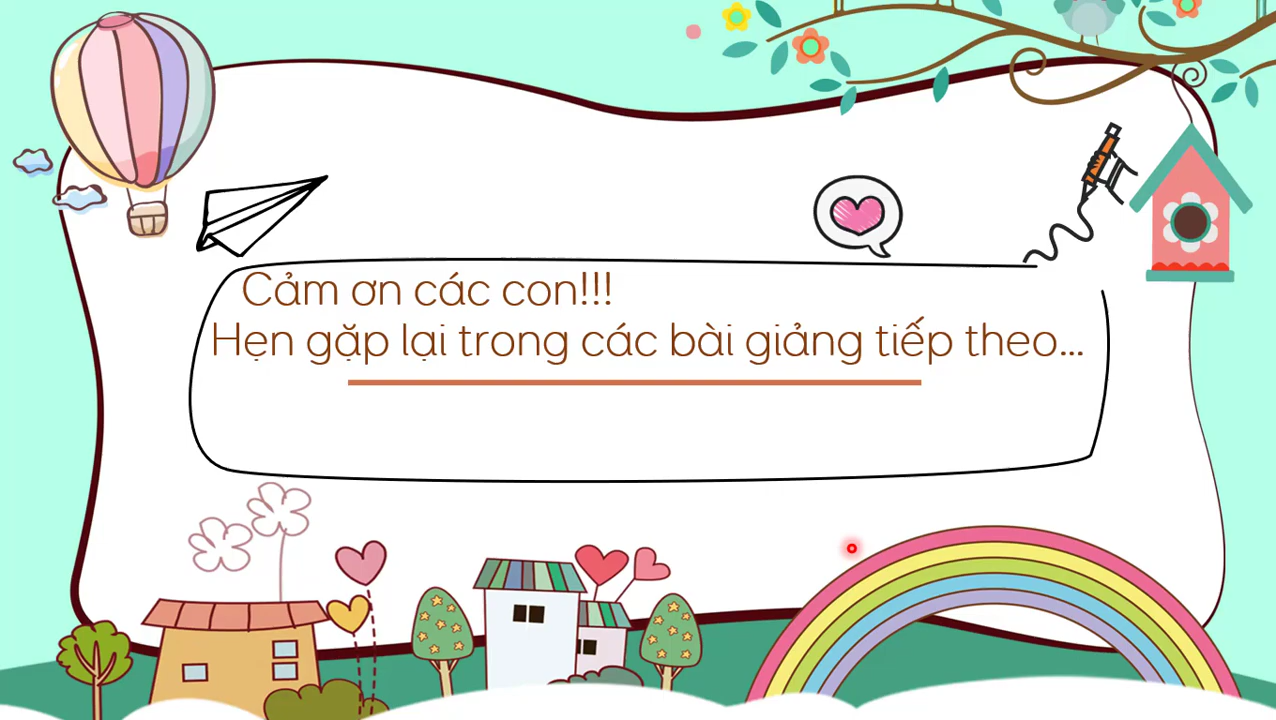 Cảm ơn các con!!!
Hẹn gặp lại trong các bài giảng tiếp theo...